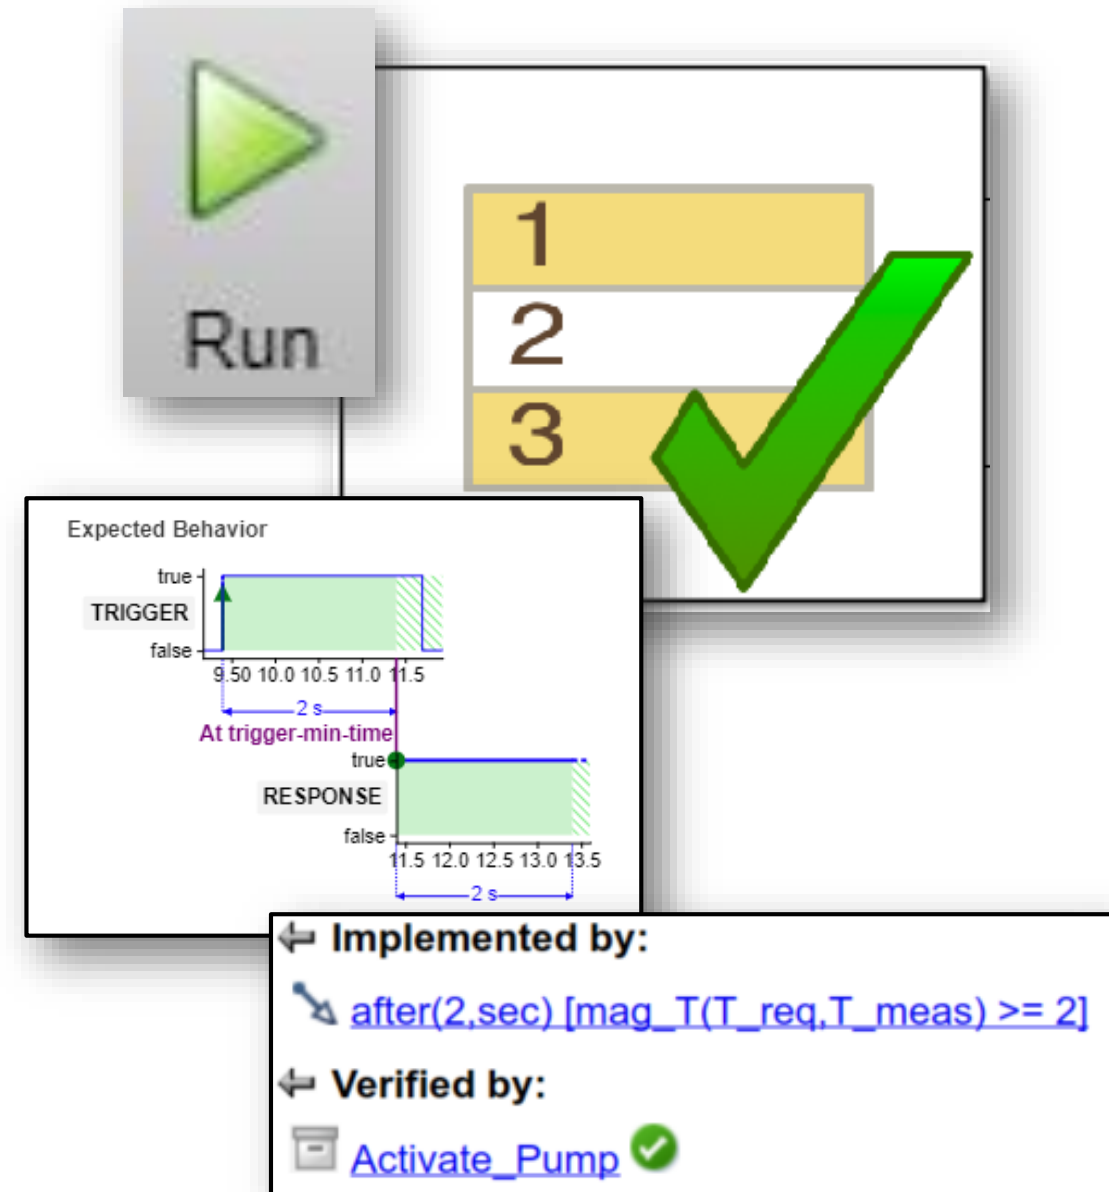 Run
1
2
3
Expected Behavior
true
TRIGGER
false
9.50 10.0 10.5 11.0 11.5
2 s
At trigger-min-time
true
RESPONSE
false
11.5 12.0 12.5 13.0 13.5
2 s
Implemented by:
after(2,sec) [mag_T(T_req,T_meas) >= 2]
Verified by:
Activate_Pump